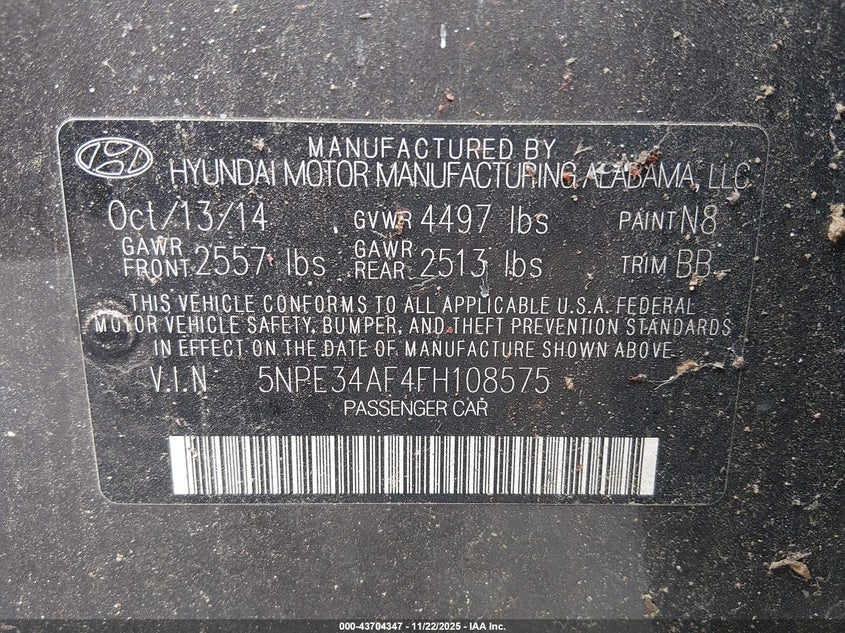 MANUFACTURED BY
HYUNDAI MOTOR MANUFACTURING ALABAMA, LLC
Oct/13/14 GVWR 4497 lbs PAINT N8
GAWR FRONT 2557 lbs GAWR REAR 2513 lbs TRIM BB
THIS VEHICLE CONFORMS TO ALL APPLICABLE U.S.A. FEDERAL
MOTOR VEHICLE SAFETY, BUMPER, AND THEFT PREVENTION STANDARDS
IN EFFECT ON THE DATE OF MANUFACTURE SHOWN ABOVE
V.I.N 5NPE34AF4FH108575
PASSENGER CAR
000-43704347 - 11/22/2025 - IAA Inc.